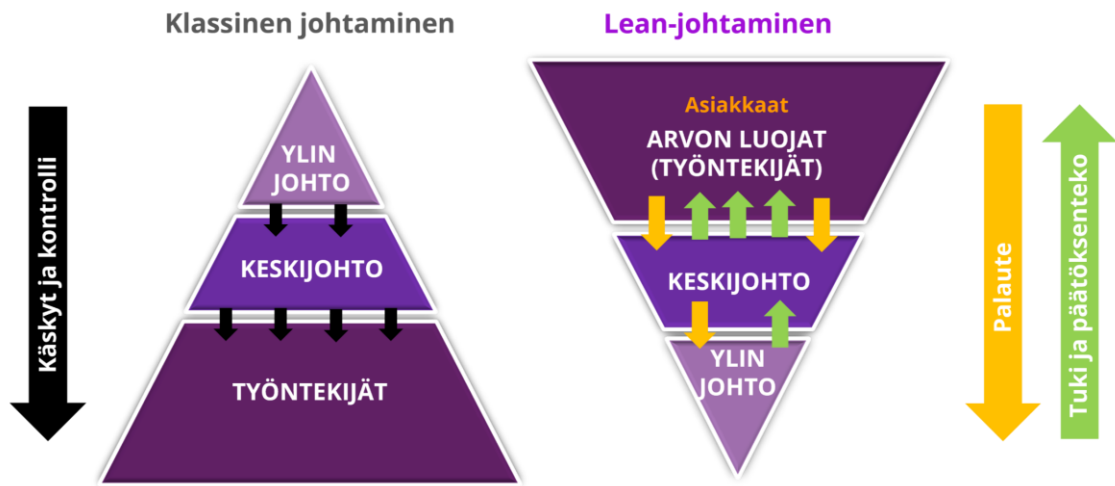 Klassinen johtaminen
Käskyt ja kontrolli
YLIN
JOHTO
KESKIJOHTO
TYÖNTEKIJÄT
Lean-johtaminen
Asiakkaat
ARVON LUOJAT
(TYÖNTEKIJÄT)
KESKIJOHTO
YLIN
JOHTO
Palaute
Tuki ja päätöksenteko